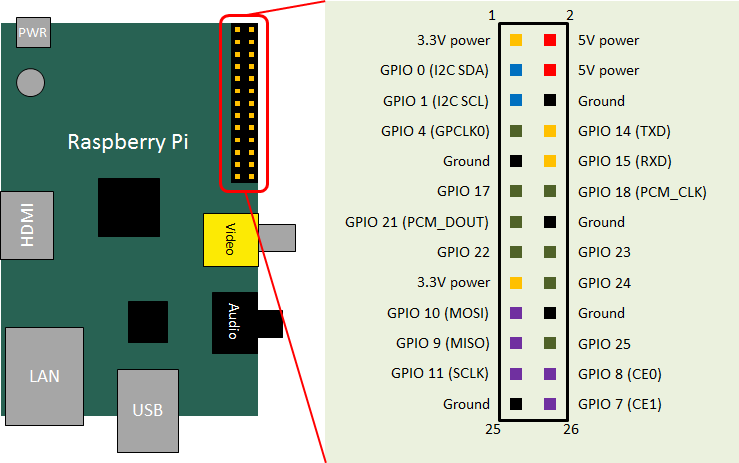 PWR
Raspberry Pi
HDMI
Video
Audio
LAN
USB
1 2
3.3V power 5V power
GPIO 0 (I2C SDA) 5V power
GPIO 1 (I2C SCL) Ground
GPIO 4 (GPCLK0) GPIO 14 (TXD)
Ground GPIO 15 (RXD)
GPIO 17 GPIO 18 (PCM_CLK)
GPIO 21 (PCM_DOUT) Ground
GPIO 22 GPIO 23
3.3V power GPIO 24
GPIO 10 (MOSI) Ground
GPIO 9 (MISO) GPIO 25
GPIO 11 (SCLK) GPIO 8 (CE0)
Ground GPIO 7 (CE1)
25 26